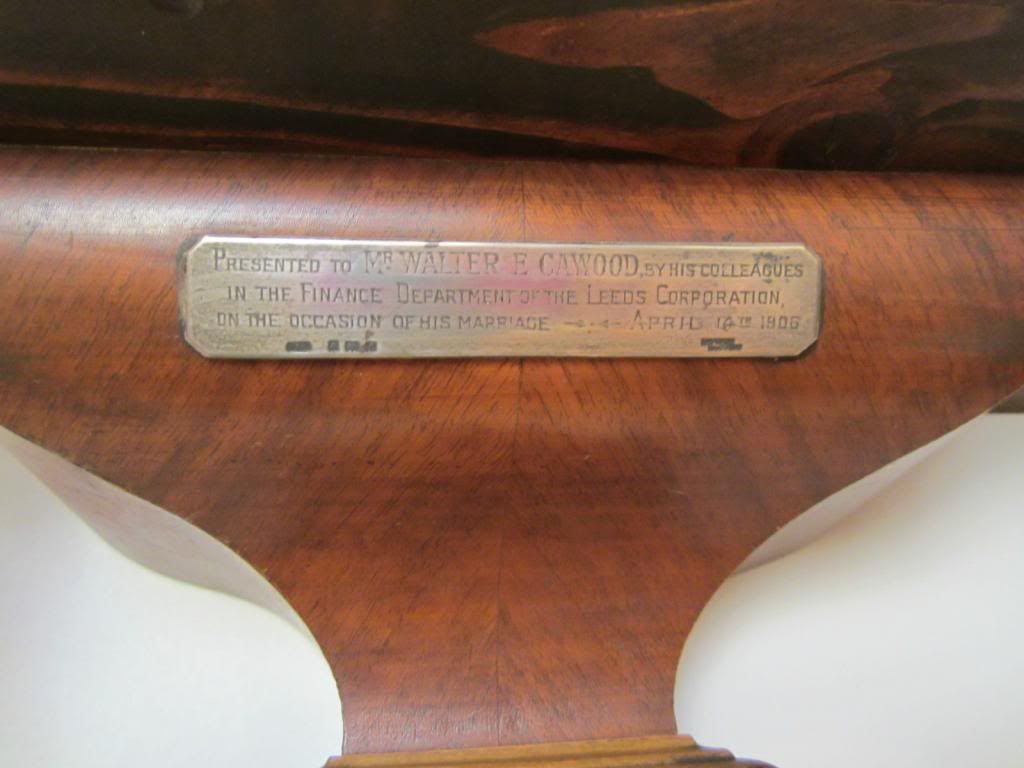 PRESENTED TO MR WALTER E CAWOOD, BY HIS COLLEAGUES
IN THE FINANCE DEPARTMENT OF THE LEEDS CORPORATION,
ON THE OCCASION OF HIS MARRIAGE APRIL 14TH 1906